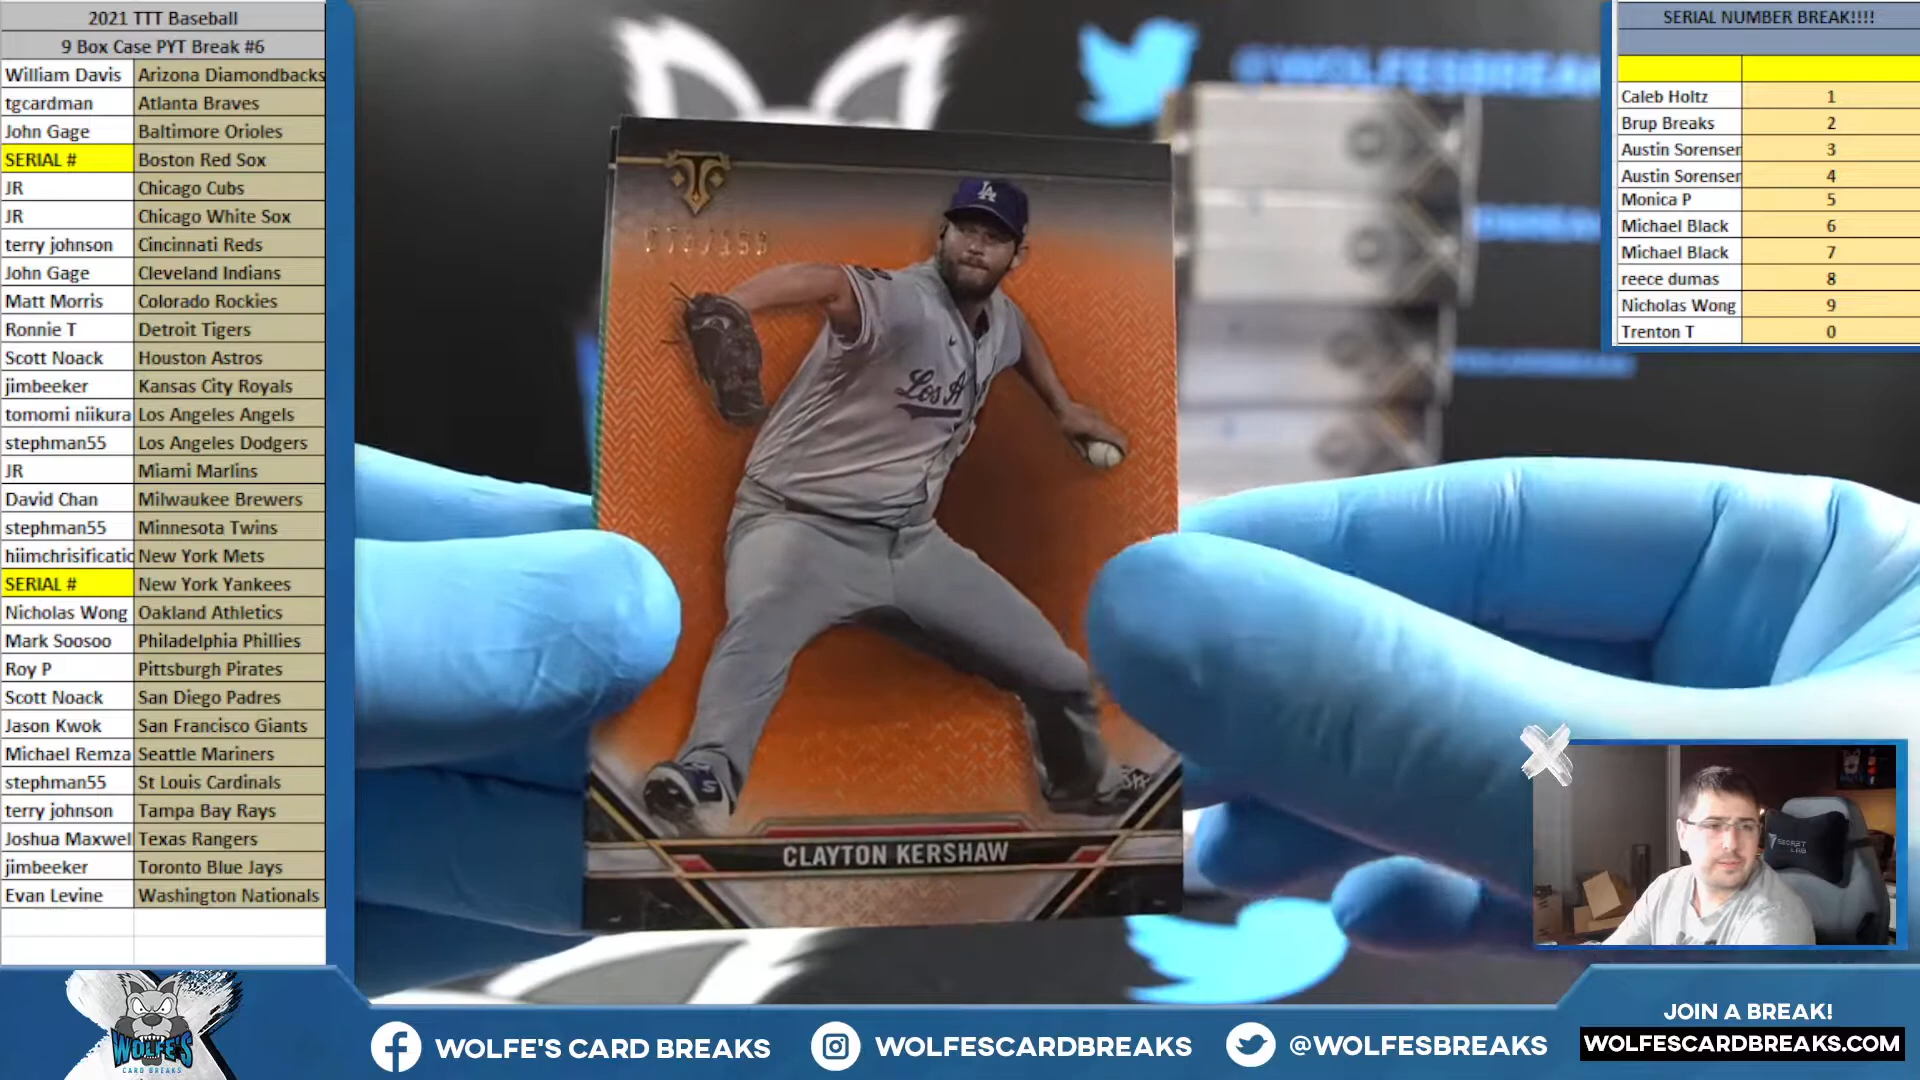 2021 TTT Baseball
9 Box Case PYT Break #6
William Davis Arizona Diamondbacks
tgcardman Atlanta Braves
John Gage Baltimore Orioles
SERIAL # Boston Red Sox
JR Chicago Cubs
JR Chicago White Sox
terry johnson Cincinnati Reds
John Gage Cleveland Indians
Matt Morris Colorado Rockies
Ronnie T Detroit Tigers
Scott Noack Houston Astros
jimbeeker Kansas City Royals
tomomi niikura Los Angeles Angels
stephman55 Los Angeles Dodgers
JR Miami Marlins
David Chan Milwaukee Brewers
stephman55 Minnesota Twins
hiimchrisificatic New York Mets
SERIAL # New York Yankees
Nicholas Wong Oakland Athletics
Mark Soosoo Philadelphia Phillies
Roy P Pittsburgh Pirates
Scott Noack San Diego Padres
Jason Kwok San Francisco Giants
Michael Remza Seattle Mariners
stephman55 St Louis Cardinals
terry johnson Tampa Bay Rays
Joshua Maxwel Texas Rangers
jimbeeker Toronto Blue Jays
Evan Levine Washington Nationals
@WOLFESBREA
LA
Los A
CLAYTON KERSHAW
SERIAL NUMBER BREAK!!!!
Caleb Holtz 1
Brup Breaks 2
Austin Sorenser 3
Austin Sorenser 4
Monica P 5
Michael Black 6
Michael Black 7
reece dumas 8
Nicholas Wong 9
Trenton T 0
SECRET
LAB
WOLFE'S
CARD BREAKS
WOLFE'S CARD BREAKS
WOLFESCARDBREAKS
@WOLFESBREAKS
JOIN A BREAK!
WOLFESCARDBREAKS.COM